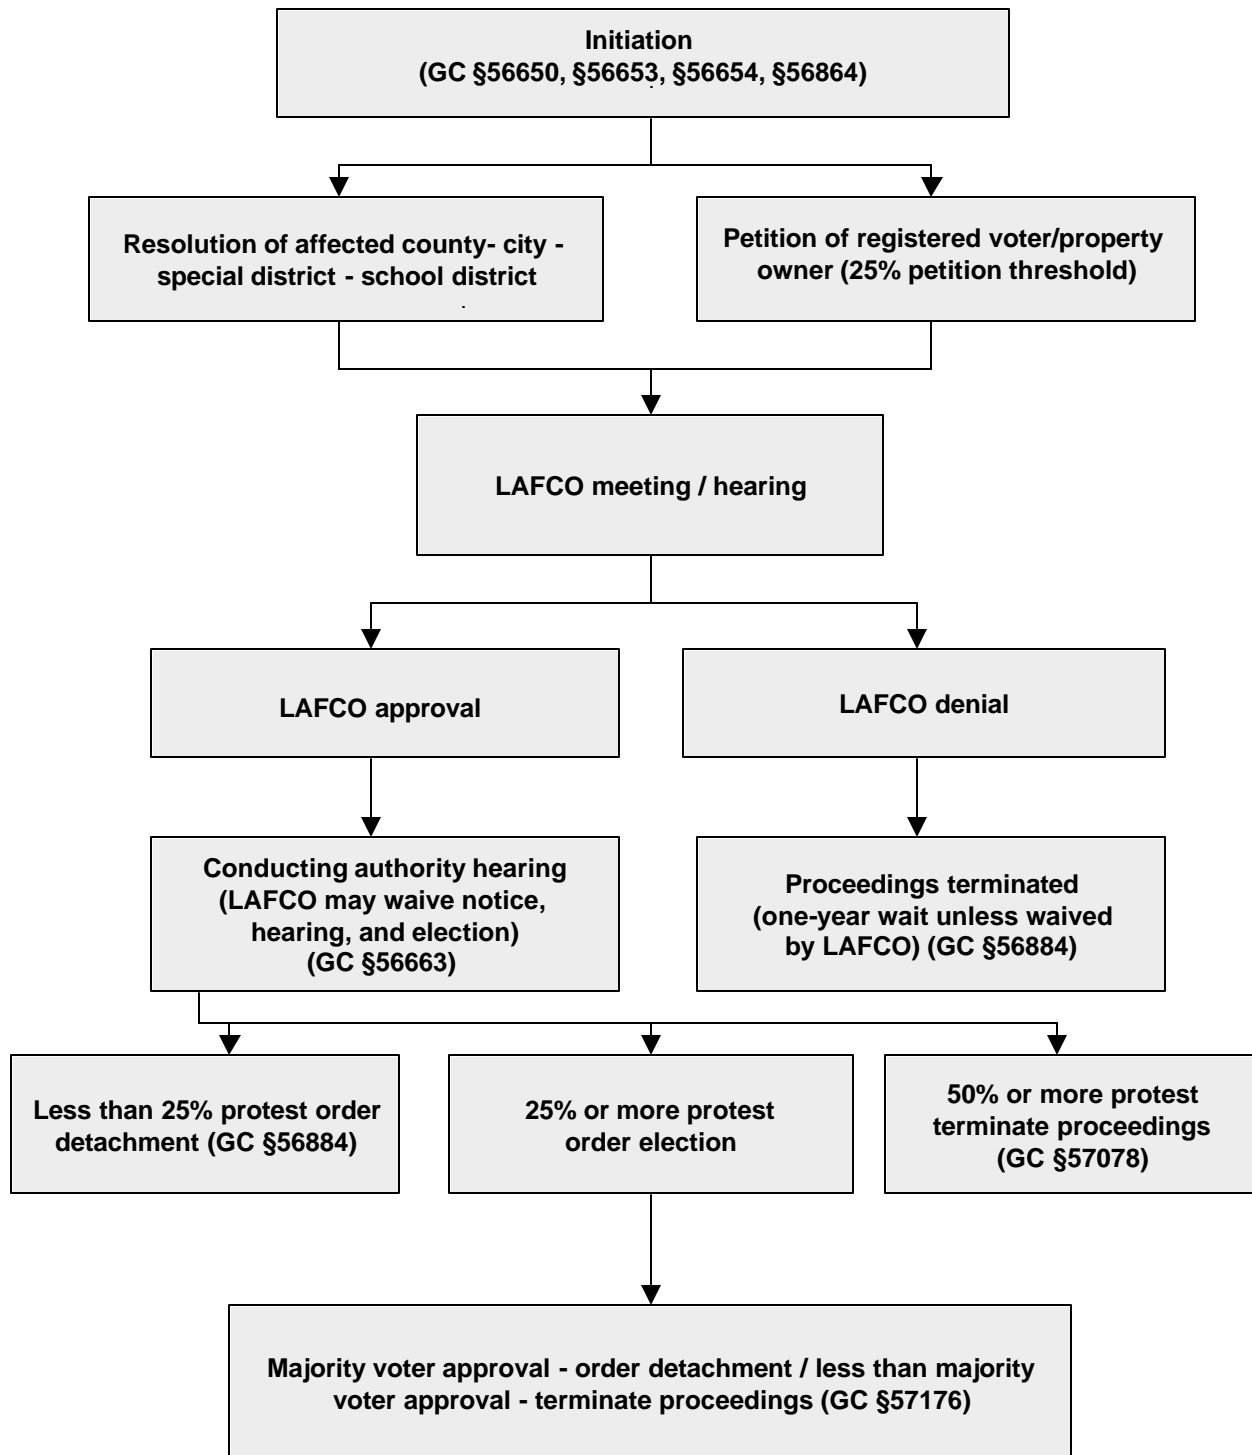 Initiation
(GC §56650, §56653, §56654, §56864)
Resolution of affected county- city -
special district - school district
Petition of registered voter/property
owner (25% petition threshold)
LAFCO meeting / hearing
LAFCO approval
LAFCO denial
Conducting authority hearing
(LAFCO may waive notice,
hearing, and election)
(GC §56663)
Proceedings terminated
(one-year wait unless waived
by LAFCO) (GC §56884)
Less than 25% protest order
detachment (GC §56884)
25% or more protest
order election
50% or more protest
terminate proceedings
(GC §57078)
Majority voter approval - order detachment / less than majority
voter approval - terminate proceedings (GC §57176)